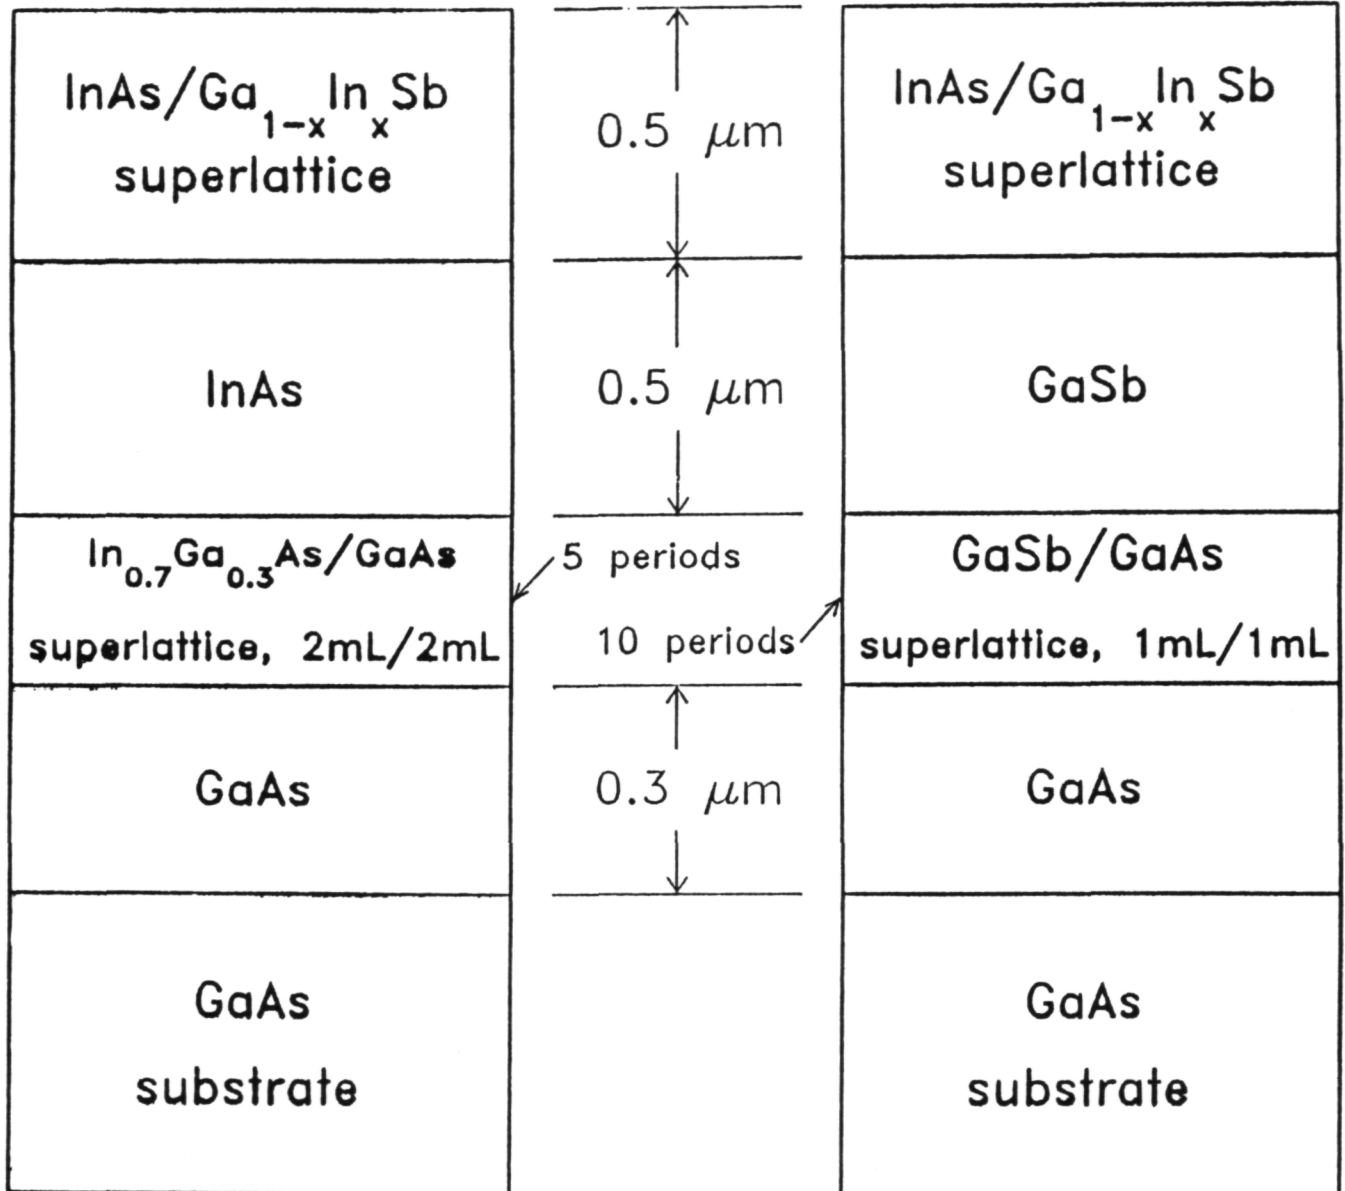 InAs/Ga₁₋ₓInₓSb
superlattice
InAs
In₀.₇Ga₀.₃As/GaAs
superlattice, 2mL/2mL
GaAs
GaAs
substrate
0.5 μm
0.5 μm
5 periods
10 periods
0.3 μm
InAs/Ga₁₋ₓInₓSb
superlattice
GaSb
GaSb/GaAs
superlattice, 1mL/1mL
GaAs
GaAs
substrate